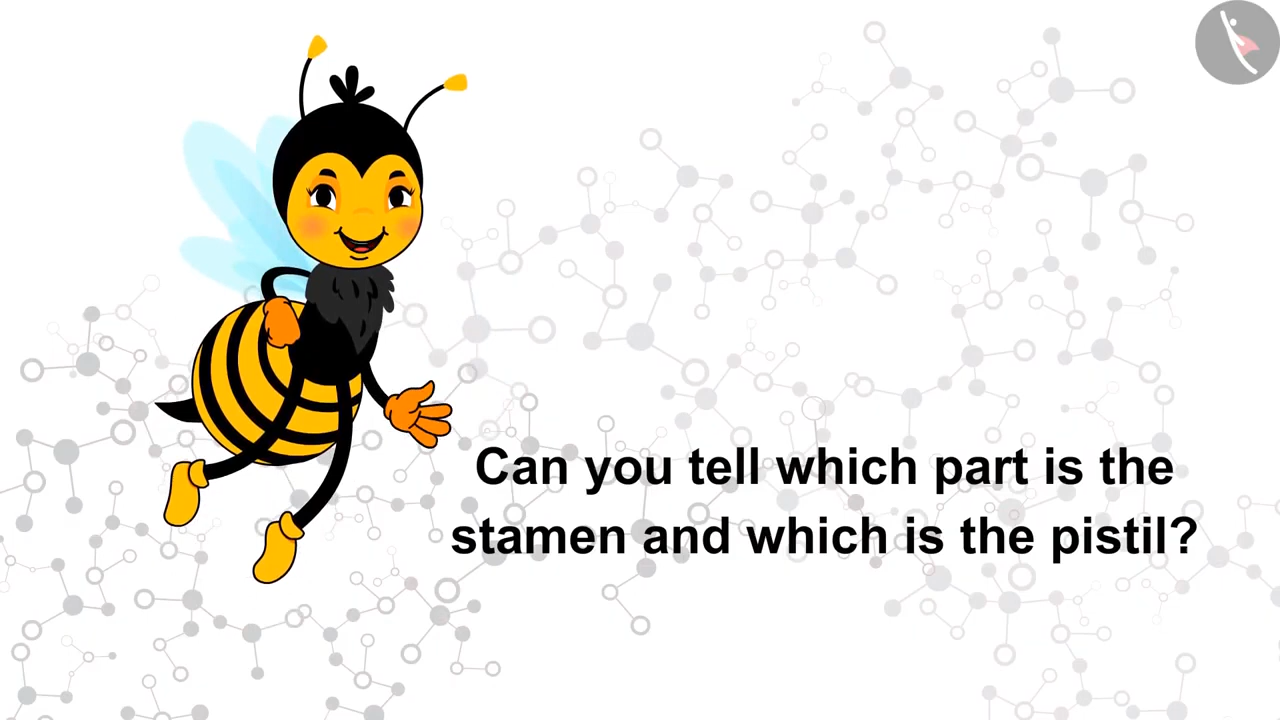 Can you tell which part is the
stamen and which is the pistil?